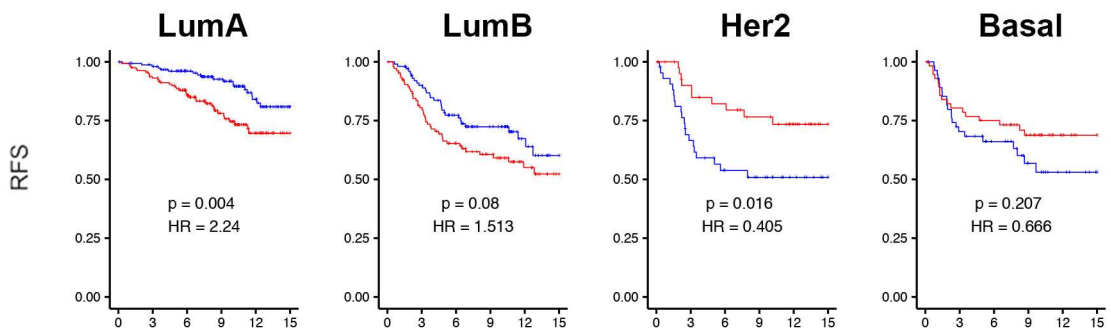 LumA LumB Her2 Basal
RFS
1.00 1.00 1.00 1.00
0.75 0.75 0.75 0.75
0.50 0.50 0.50 0.50
p = 0.004 p = 0.08 p = 0.016 p = 0.207
HR = 2.24 HR = 1.513 HR = 0.405 HR = 0.666
0.25 0.25 0.25 0.25
0.00 0.00 0.00 0.00
0 3 6 9 12 15 0 3 6 9 12 15 0 3 6 9 12 15 0 3 6 9 12 15